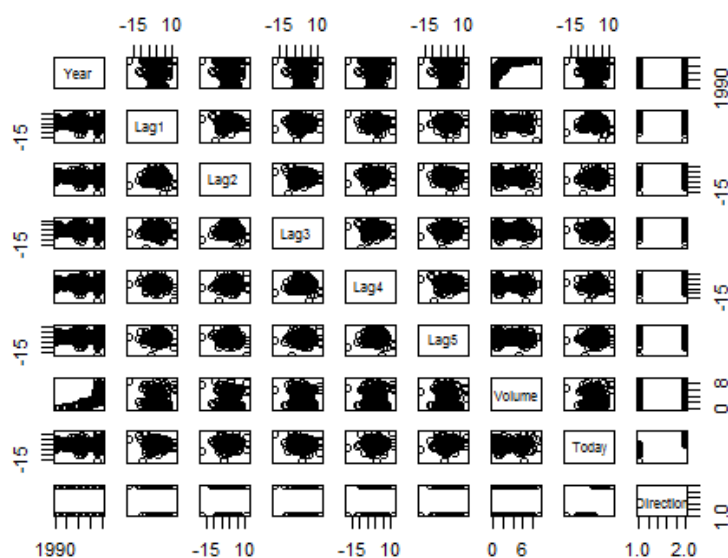 -15 10 -15 10 -15 10 -15 10
Year
1990
-15
Lag1
Lag2
-15
-15
Lag3
Lag4
-15
-15
Lag5
Volume
0 8
-15
Today
Direction
1.0
1990 -15 10 -15 10 0 6 1.0 2.0